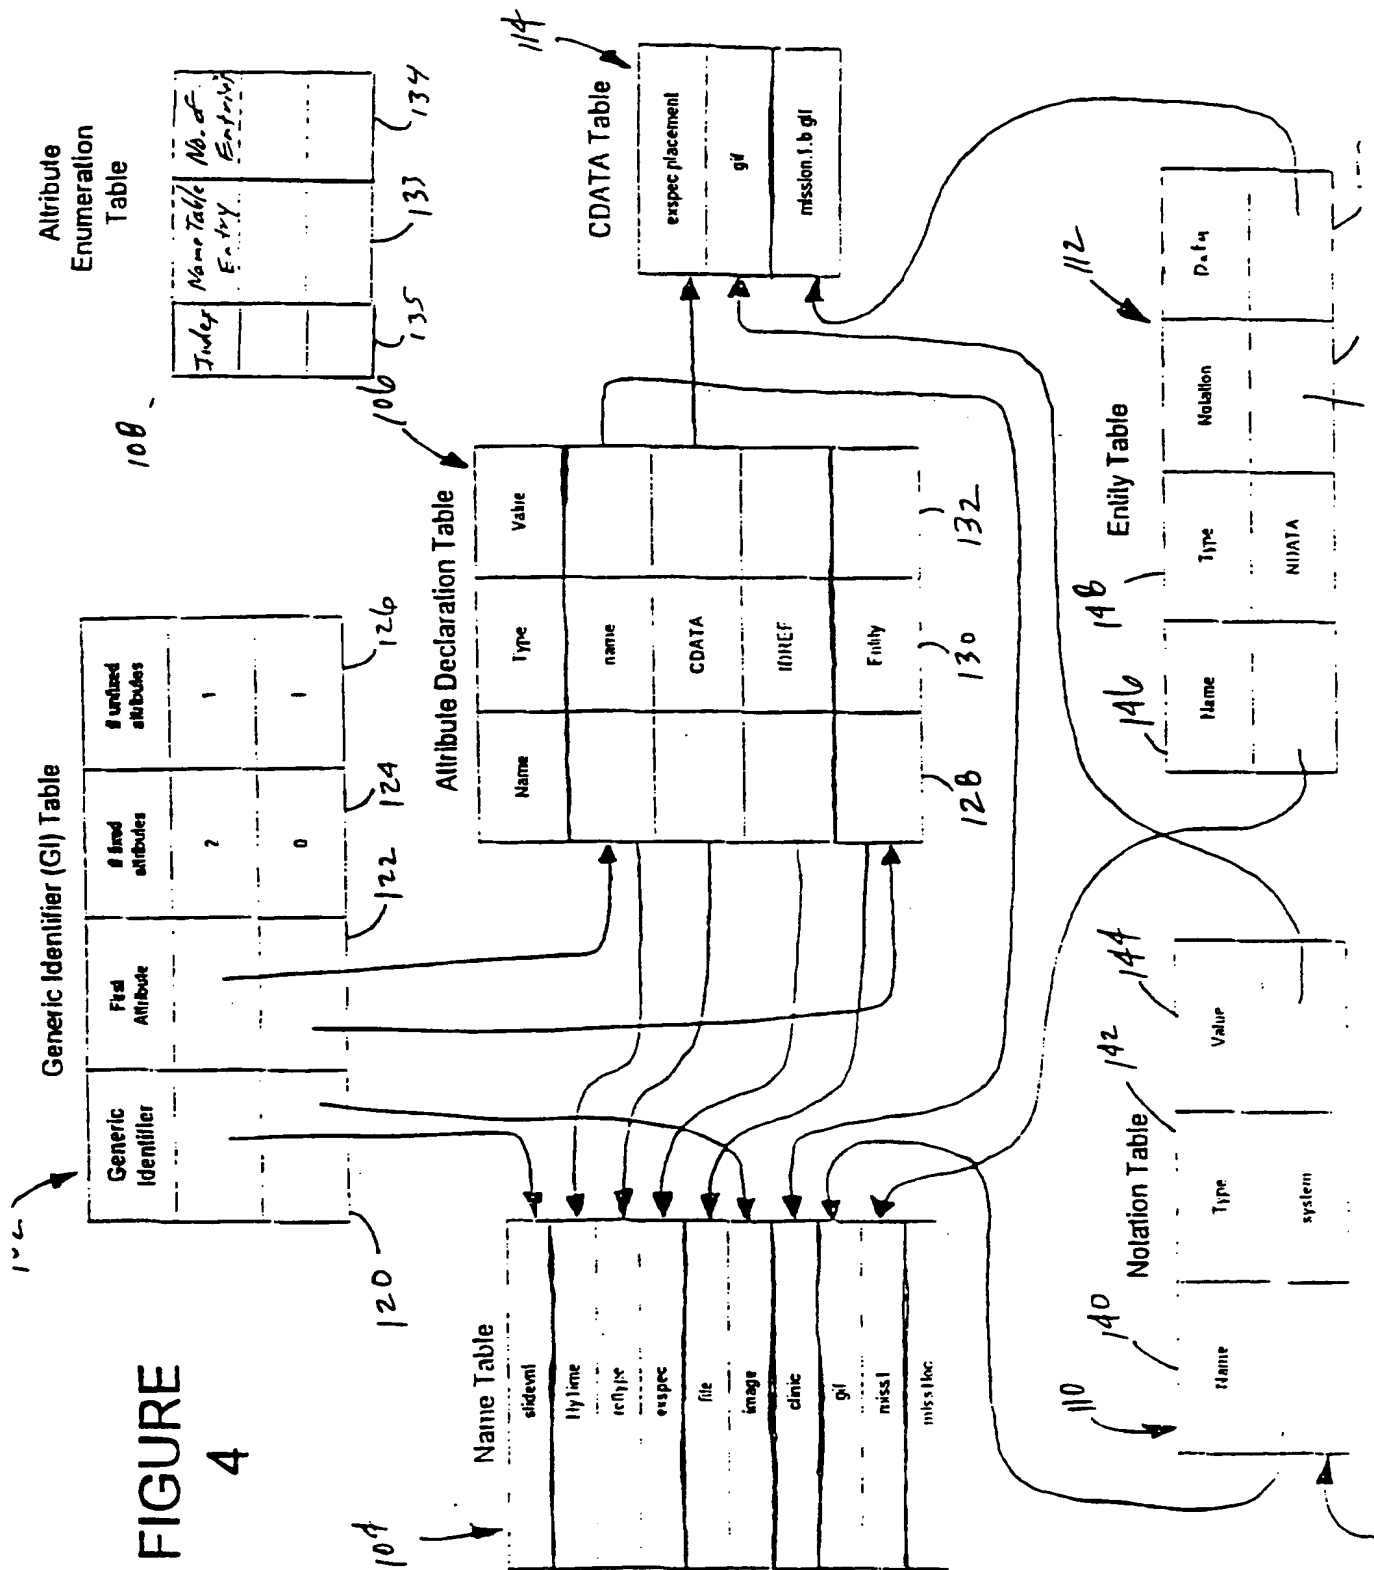 FIGURE
4
Generic Identifier (GI) Table
Generic
Identifier
First
Attribute
# fixed
attributes
# unfixed
attributes
2
1
0
1
120
122
124
126
Attribute
Enumeration
Table
108
Index
Name Table
Entry
No. of
Entries
135
133
134
Name Table
104
slidevnt
HyTime
reftype
exspec
file
image
clinic
gif
miss1
miss1loc
Attribute Declaration Table
106
Name
Type
Value
name
CDATA
IDREF
Entity
128
130
132
CDATA Table
114
exspec placement
gif
mission.1.b gif
Notation Table
110
140
142
144
Name
Type
Value
system
Entity Table
112
146
148
Name
Type
Notation
Data
NDATA